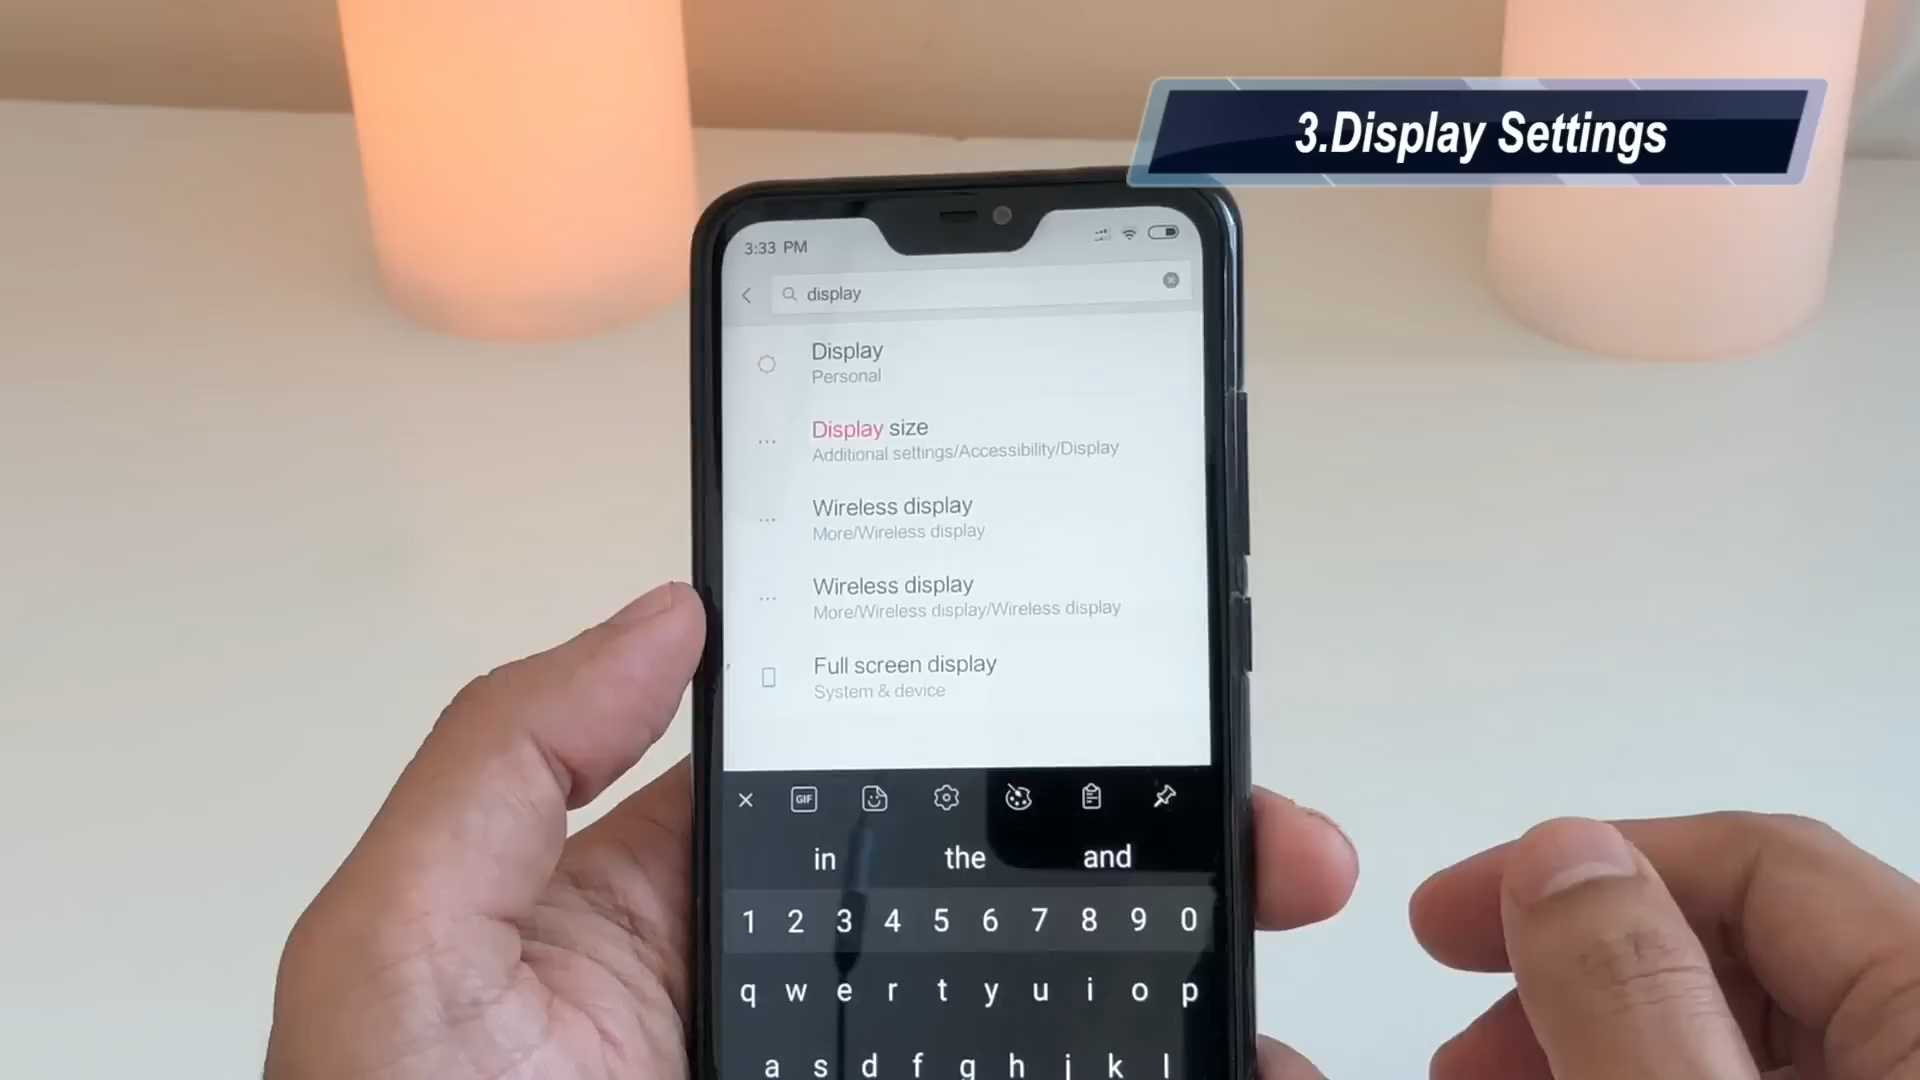 3.Display Settings
3:33 PM
display
Display
Personal
Display size
Additional settings/Accessibility/Display
Wireless display
More/Wireless display
Wireless display
More/Wireless display/Wireless display
Full screen display
System & device
GIF
in the and
1 2 3 4 5 6 7 8 9 0
q w e r t y u i o p
a s d f g h j k l